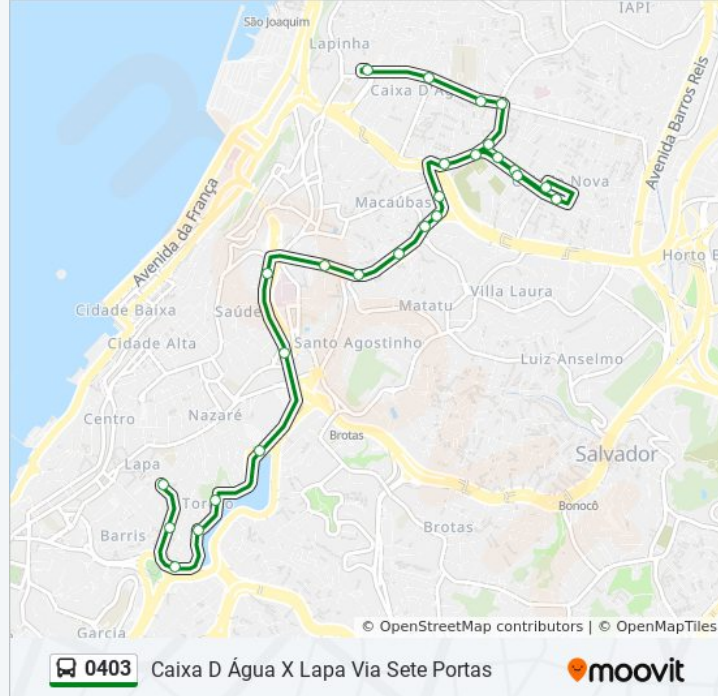 IAPI
São Joaquim
Lapinha
Caixa D'Ág
Avenida Barros Reis
Nova
Macaúbas
Avenida da França
Horto B
Villa Laura
Cidade Baixa
Saúde
Matatu
Cidade Alta
Santo Agostinho
Luiz Anselmo
Centro
Nazaré
Brotas
Salvador
Lapa
Bonocô
Barris
Brotas
Garcia
© OpenStreetMap contributors | © OpenMapTiles
0403 Caixa D Água X Lapa Via Sete Portas
moovit